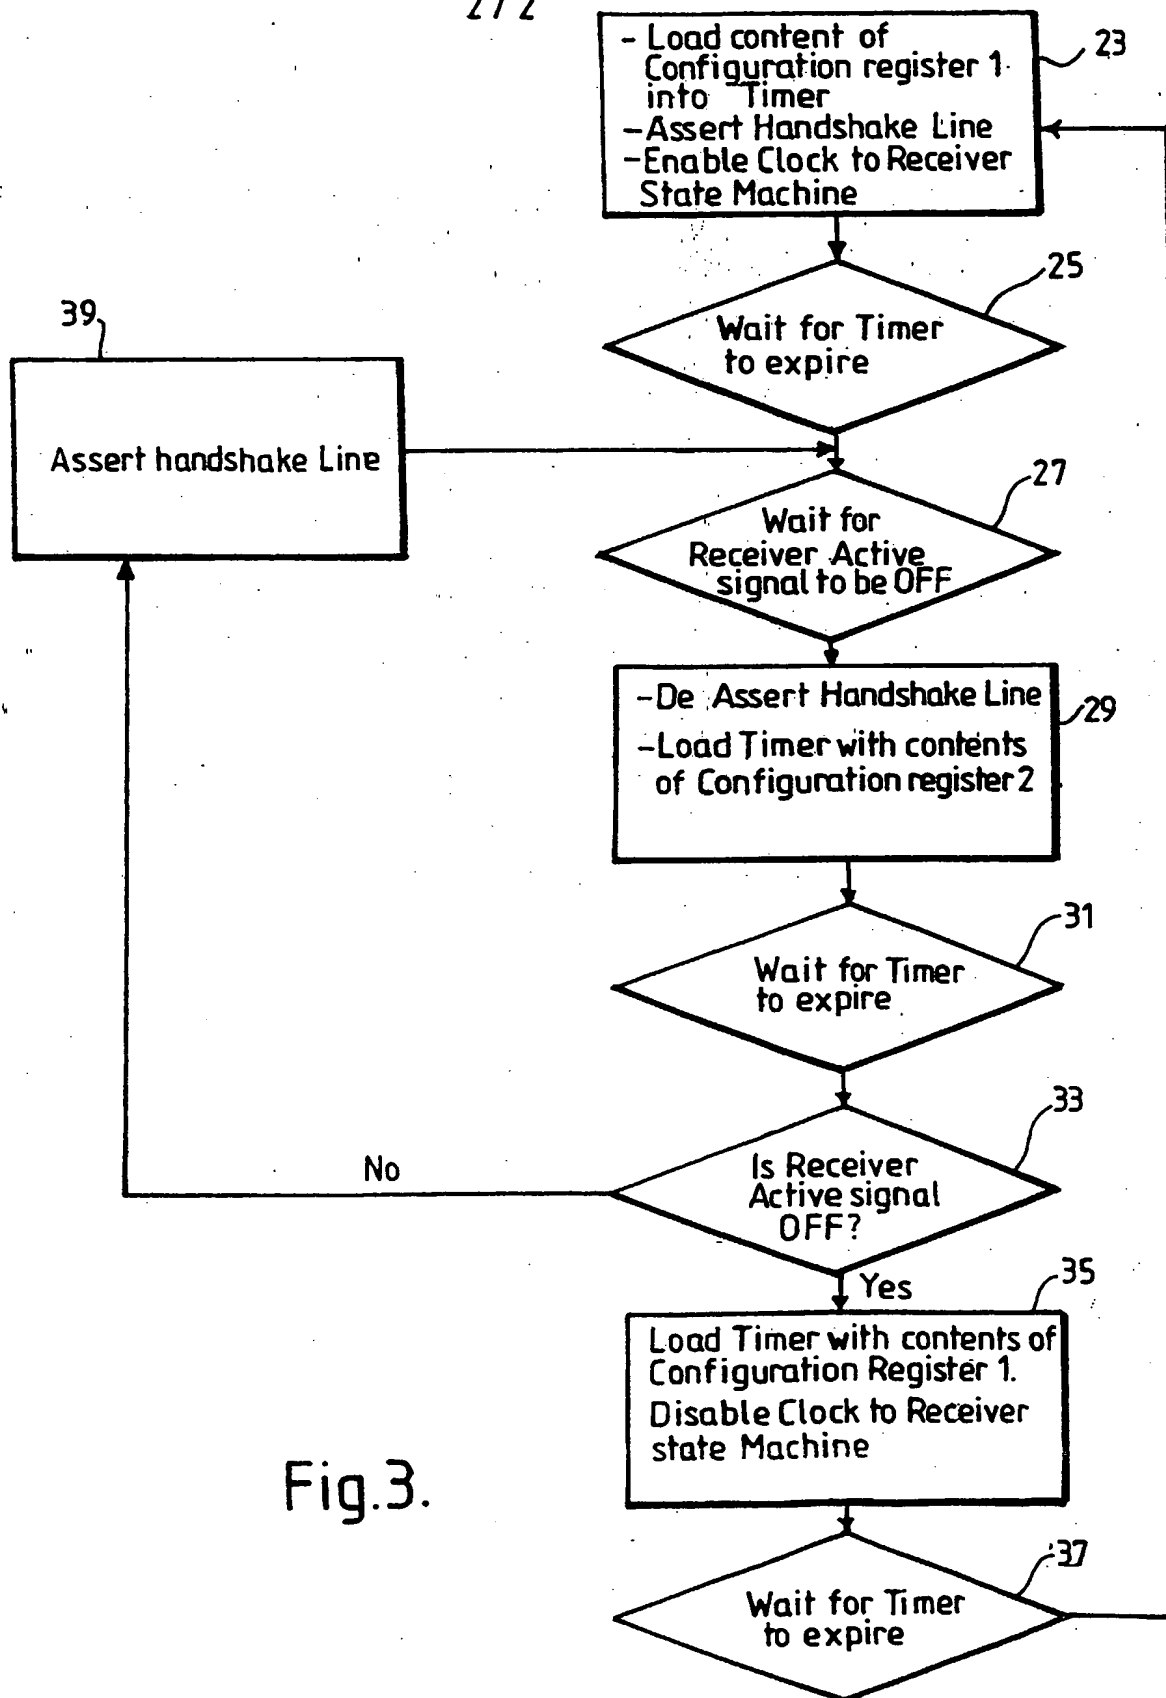 - Load content of
Configuration register 1
into Timer
- Assert Handshake Line
- Enable Clock to Receiver
State Machine
23
Wait for Timer
to expire
25
39
Assert handshake Line
Wait for
Receiver Active
signal to be OFF
27
- De Assert Handshake Line
- Load Timer with contents
of Configuration register 2
29
Wait for Timer
to expire
31
Is Receiver
Active signal
OFF?
33
No
Yes
Load Timer with contents of
Configuration Register 1.
Disable Clock to Receiver
state Machine
35
Fig.3.
Wait for Timer
to expire
37